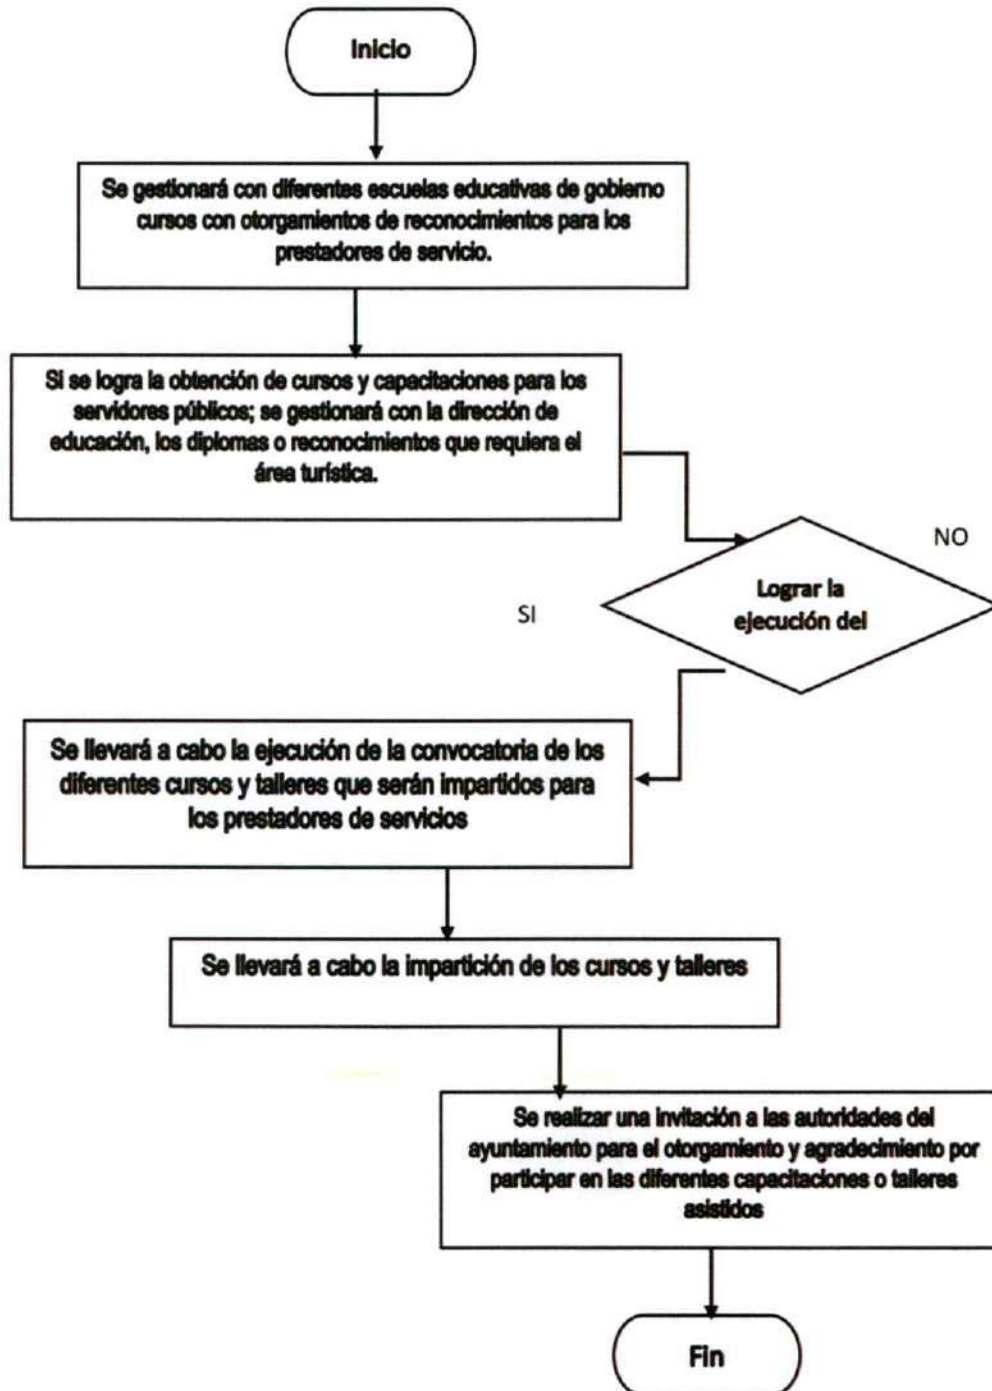 Inicio
Se gestionará con diferentes escuelas educativas de gobierno
cursos con otorgamientos de reconocimientos para los
prestadores de servicio.
Si se logra la obtención de cursos y capacitaciones para los
servidores públicos; se gestionará con la dirección de
educación, los diplomas o reconocimientos que requiera el
área turística.
NO
Lograr la
ejecución del
SI
Se llevará a cabo la ejecución de la convocatoria de los
diferentes cursos y talleres que serán impartidos para
los prestadores de servicios
Se llevará a cabo la impartición de los cursos y talleres
Se realizar una invitación a las autoridades del
ayuntamiento para el otorgamiento y agradecimiento por
participar en las diferentes capacitaciones o talleres
asistidos
Fin